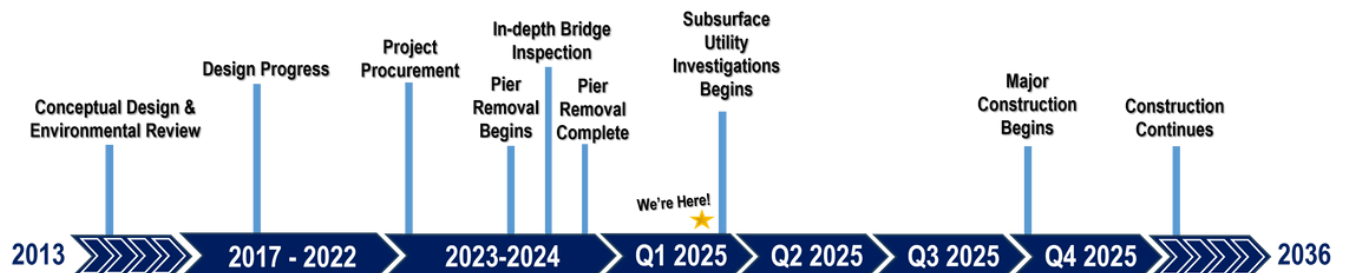 Conceptual Design &
Environmental Review
Design Progress
Project
Procurement
Pier
Removal
Begins
In-depth Bridge
Inspection
Pier
Removal
Complete
Subsurface
Utility
Investigations
Begins
We're Here!
Major
Construction
Begins
Construction
Continues
2013
2017 - 2022
2023-2024
Q1 2025
Q2 2025
Q3 2025
Q4 2025
2036